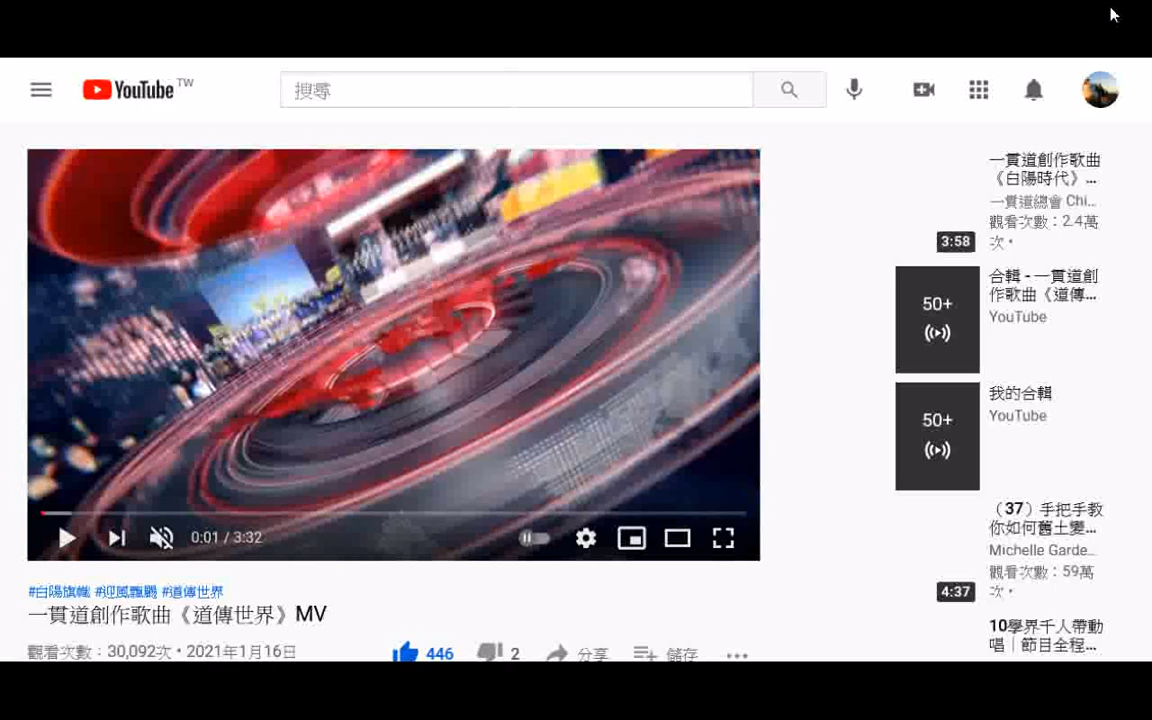 YouTube TW
搜尋
0:01 / 3:32
#白陽旗幟 #迎風飄颺 #道傳世界
一貫道創作歌曲《道傳世界》MV
觀看次數：30,092次 • 2021年1月16日
446
2
分享
儲存
3:58
一貫道創作歌曲
《白陽時代》...
一貫道總會 Chi...
觀看次數：2.4萬
次 •
50+
合輯 - 一貫道創
作歌曲《道傳...
YouTube
50+
我的合輯
YouTube
4:37
（37）手把手教
你如何舊土變...
Michelle Garde...
觀看次數：59萬
次 •
10學界千人帶動
唱｜節目全程...